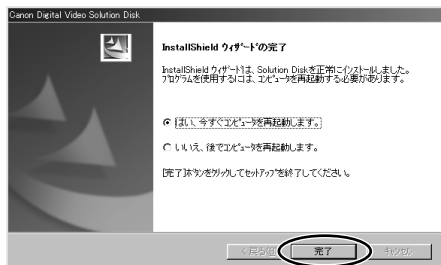 Canon Digital Video Solution Disk
InstallShield ウィザードの完了
InstallShield ウィザードは、Solution Diskを正常にインストールしました。
プログラムを使用するには、コンピュータを再起動する必要があります。
はい、今すぐコンピュータを再起動します。
いいえ、後でコンピュータを再起動します。
[完了]ボタンをクリックしてセットアップを終了してください。
< 戻る(B) 完了 キャンセル